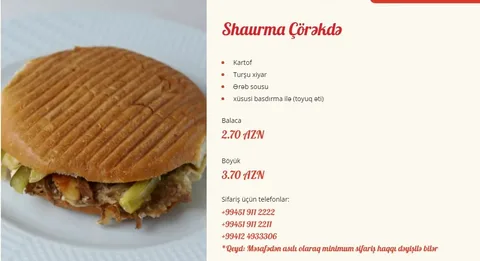 Shaurma Çörəkdə
Kartof
Turşu xiyar
Ərəb sousu
xüsusi basdırma ilə (toyuq əti)
Balaca
2.70 AZN
Böyük
3.70 AZN
Sifariş üçün telefonlar:
+99451 911 2222
+99451 911 2211
+99412 4933306
*Qeyd: Məsafədən asılı olaraq minimum sifariş haqqı dəyişilə bilər